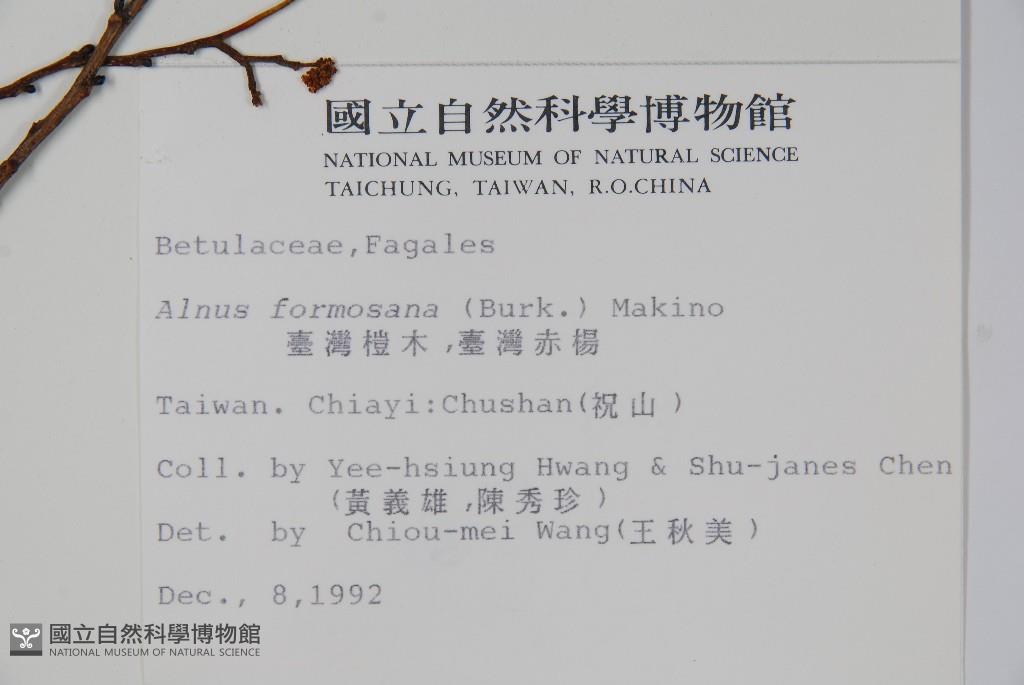 國立自然科學博物館
NATIONAL MUSEUM OF NATURAL SCIENCE
TAICHUNG, TAIWAN, R.O.CHINA
Betulaceae,Fagales
Alnus formosana (Burk.) Makino
臺灣榿木,臺灣赤楊
Taiwan. Chiayi:Chushan(祝山)
Coll. by Yee-hsiung Hwang & Shu-janes Chen
(黃義雄,陳秀珍)
Det. by Chiou-mei Wang(王秋美)
Dec., 8,1992
國立自然科學博物館
NATIONAL MUSEUM OF NATURAL SCIENCE